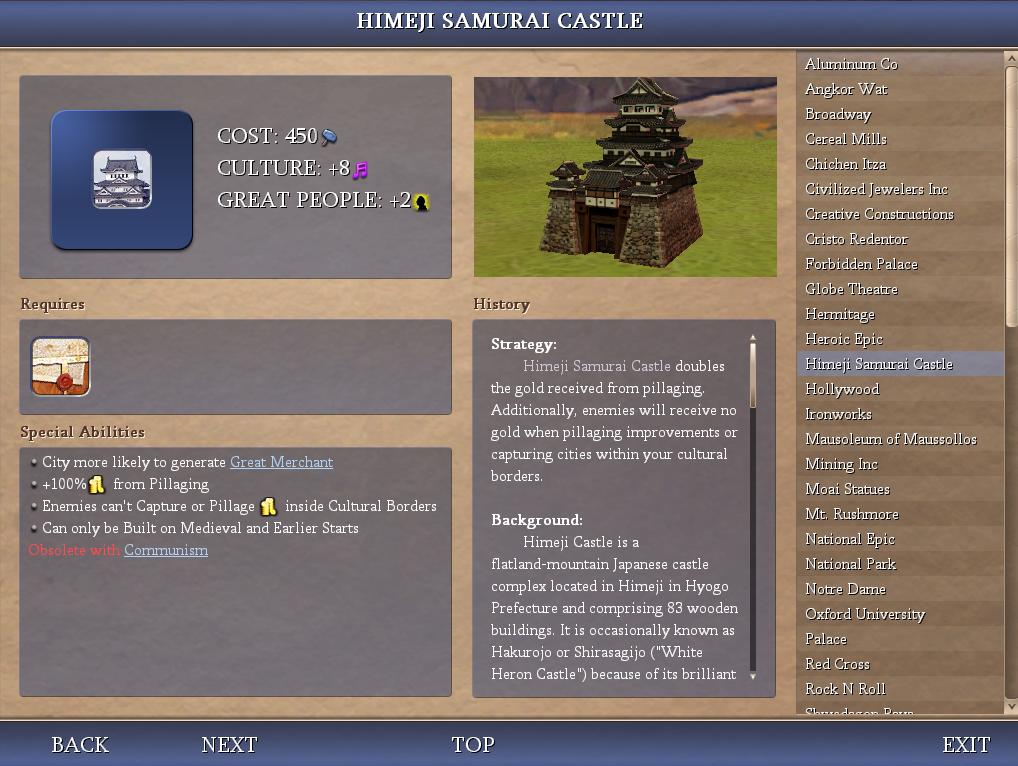 HIMEJI SAMURAI CASTLE
COST: 450
CULTURE: +8
GREAT PEOPLE: +2
Requires
Special Abilities
City more likely to generate Great Merchant
+100% from Pillaging
Enemies can't Capture or Pillage inside Cultural Borders
Can only be Built on Medieval and Earlier Starts
Obsolete with Communism
History
Strategy:
Himeji Samurai Castle doubles
the gold received from pillaging.
Additionally, enemies will receive no
gold when pillaging improvements or
capturing cities within your cultural
borders.
Background:
Himeji Castle is a
flatland-mountain Japanese castle
complex located in Himeji in Hyogo
Prefecture and comprising 83 wooden
buildings. It is occasionally known as
Hakurojo or Shirasagijo ("White
Heron Castle") because of its brilliant
Aluminum Co
Angkor Wat
Broadway
Cereal Mills
Chichen Itza
Civilized Jewelers Inc
Creative Constructions
Cristo Redentor
Forbidden Palace
Globe Theatre
Hermitage
Heroic Epic
Himeji Samurai Castle
Hollywood
Ironworks
Mausoleum of Maussollos
Mining Inc
Moai Statues
Mt. Rushmore
National Epic
National Park
Notre Dame
Oxford University
Palace
Red Cross
Rock N Roll
BACK
NEXT
TOP
EXIT